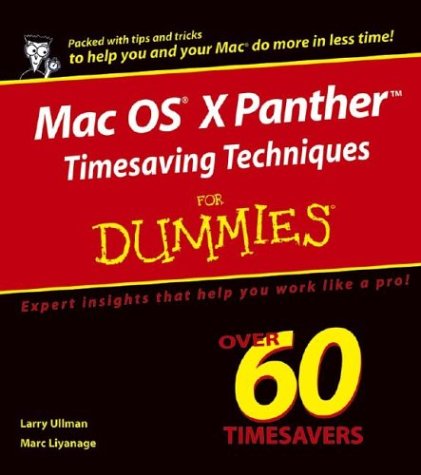 Packed with tips and tricks
to help you and your Mac® do more in less time!
Mac OS® X Panther™
Timesaving Techniques
FOR
DUMMIES®
Expert insights that help you work like a pro!
OVER
60
TIMESAVERS
Larry Ullman
Marc Liyanage